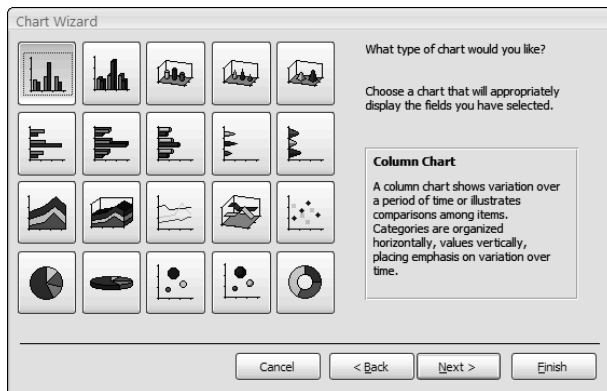 Chart Wizard
What type of chart would you like?
Choose a chart that will appropriately
display the fields you have selected.
Column Chart
A column chart shows variation over
a period of time or illustrates
comparisons among items.
Categories are organized
horizontally, values vertically,
placing emphasis on variation over
time.
Cancel
< Back
Next >
Finish